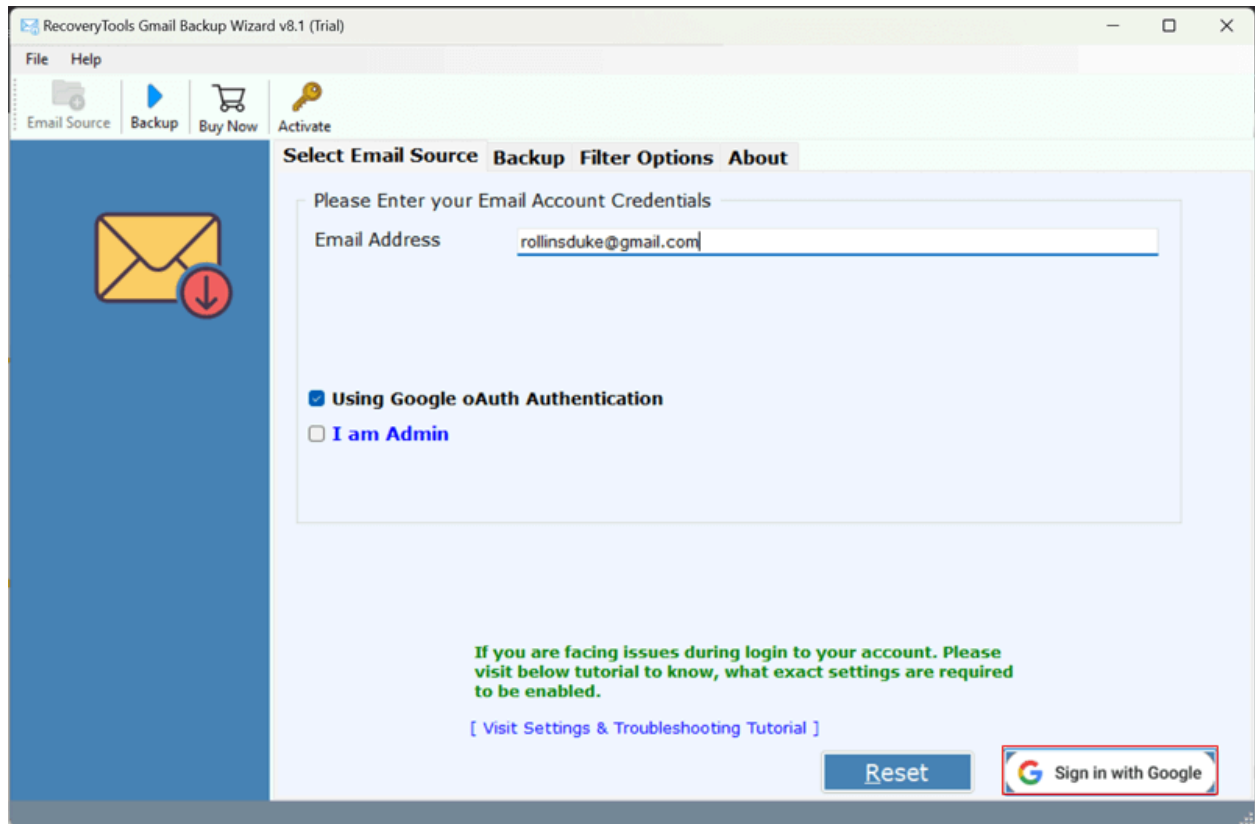 RecoveryTools Gmail Backup Wizard v8.1 (Trial)
File Help
Email Source Backup Buy Now Activate
Select Email Source Backup Filter Options About
Please Enter your Email Account Credentials
Email Address rollinsduke@gmail.com
Using Google oAuth Authentication
I am Admin
If you are facing issues during login to your account. Please
visit below tutorial to know, what exact settings are required
to be enabled.
[ Visit Settings & Troubleshooting Tutorial ]
Reset Sign in with Google